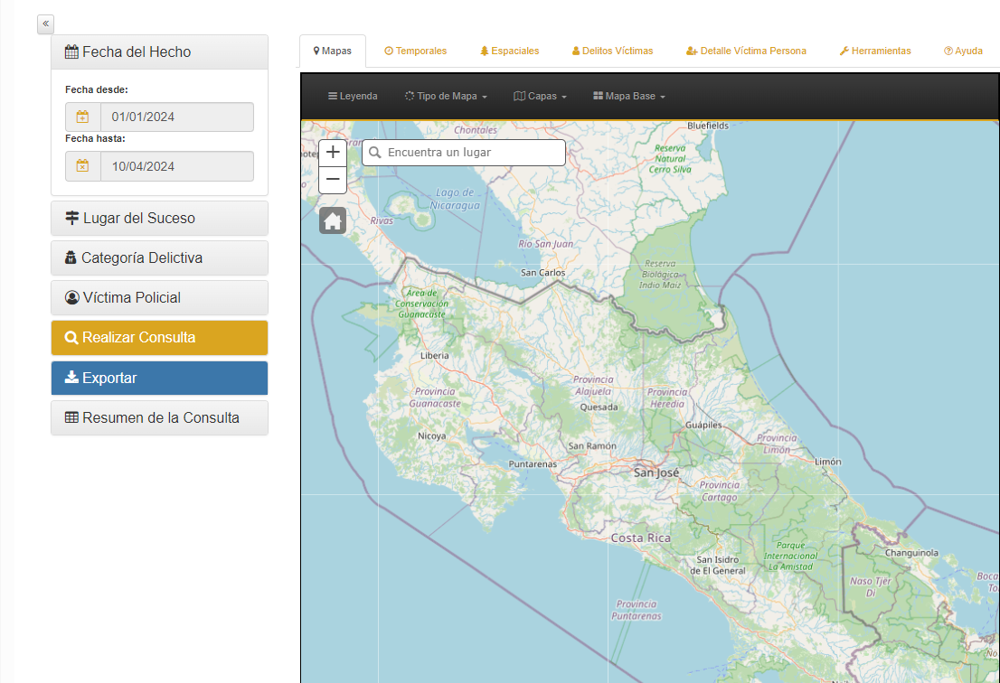 «
Fecha del Hecho
Fecha desde:
01/01/2024
Fecha hasta:
10/04/2024
Lugar del Suceso
Categoría Delictiva
Víctima Policial
Realizar Consulta
Exportar
Resumen de la Consulta
Mapas
Temporales
Espaciales
Delitos Víctimas
Detalle Víctima Persona
Herramientas
Ayuda
Leyenda
Tipo de Mapa
Capas
Mapa Base
+
Encuentra un lugar
−
Chontales
Bluefields
Reserva
Natural
Cerro Silva
Lago de
Nicaragua
Rivas
Río San Juan
San Carlos
Reserva
Biológica
Indio Maíz
Área de
Conservación
Guanacaste
Liberia
Provincia
Guanacaste
Provincia
Alajuela
Quesada
Provincia
Heredia
Guápiles
Nicoya
San Ramón
Provincia
Limón
Puntarenas
San José
Limón
Provincia
Cartago
Costa Rica
Parque
Internacional
La Amistad
Changuinola
San Isidro
de El General
Naso Tjër
Di
Provincia
Puntarenas